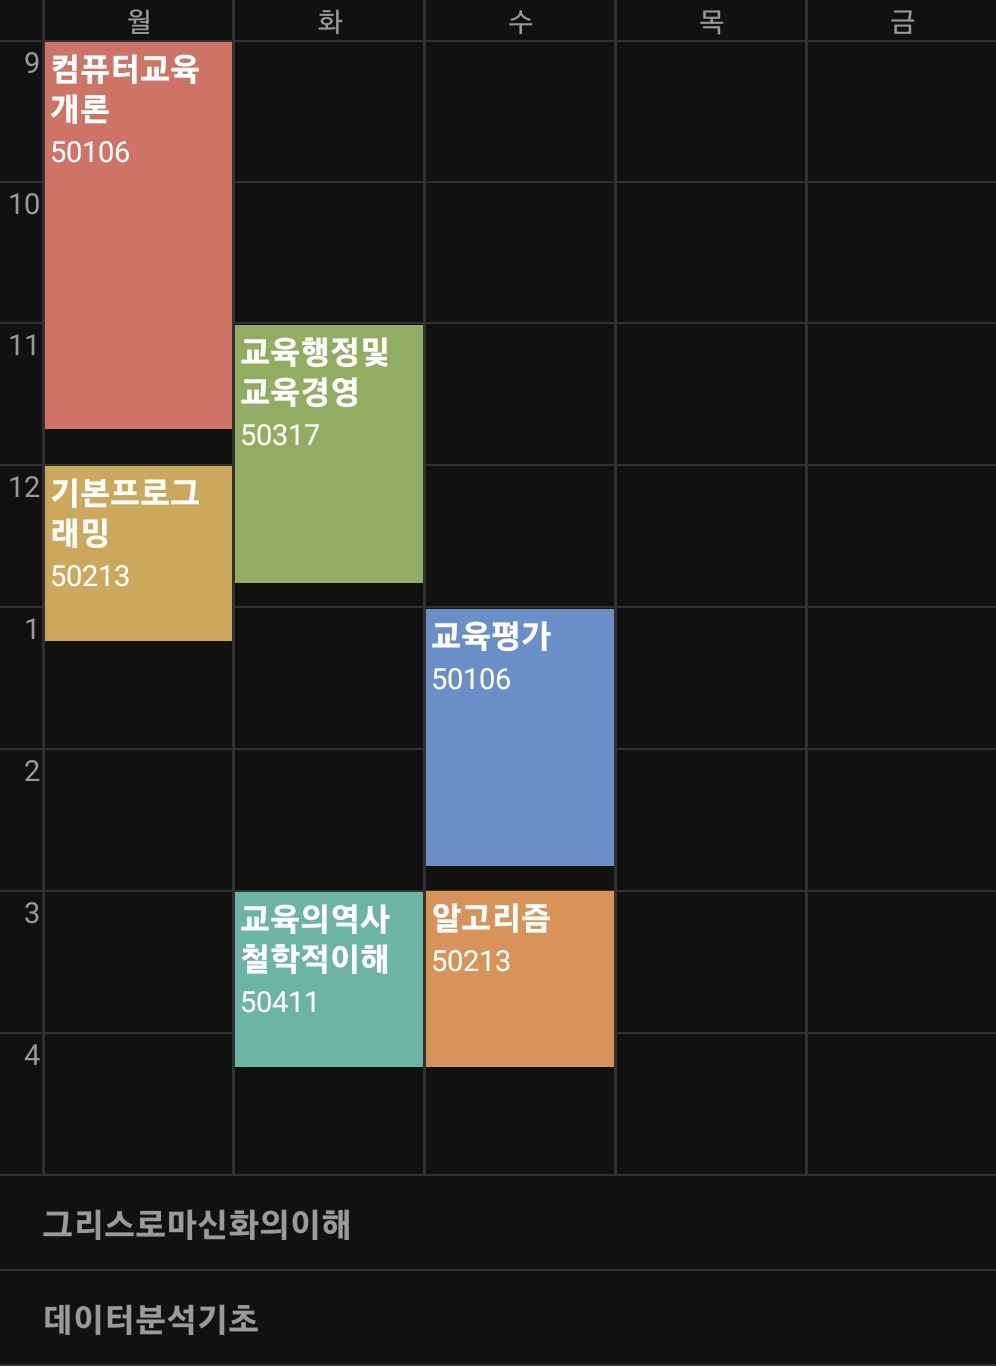 월 화 수 목 금
9
컴퓨터교육
개론
50106
10
11
교육행정및
교육경영
50317
12
기본프로그
래밍
50213
1
교육평가
50106
2
3
교육의역사
철학적이해
50411
알고리즘
50213
4
그리스로마신화의이해
데이터분석기초